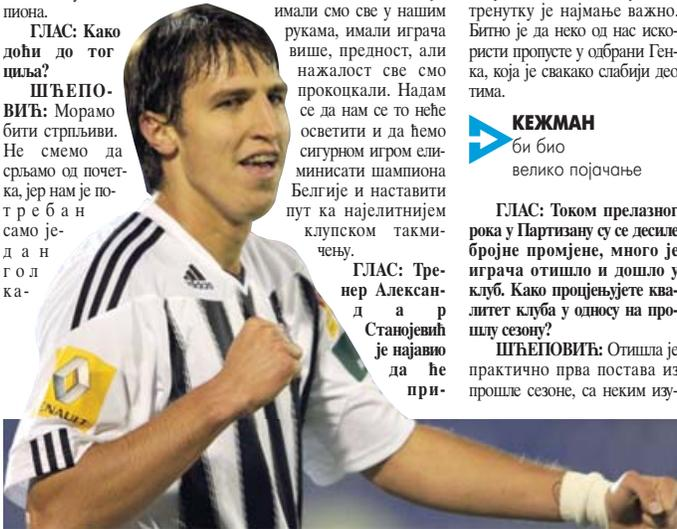 пиона.
ГЛАС: Како
доћи до тог
циља?
ШЋЕПО-
ВИЋ: Морамо
бити стрпљиви.
Не смемо да
срљамо од почет-
ка, јер нам је по-
требан
само је-
дан
гол
ка-
имали смо све у нашим
рукама, имали играча
више, предност, али
нажалост све смо
прокоцкали. Надам
се да нам се то неће
осветити и да ћемо
сигурном игром ели-
минисати шампиона
Белгије и наставити
пут ка најелитнијем
клупском такми-
чењу.
ГЛАС: Тре-
нер Алексан-
дар
Станојевић
је најавио
да ће
при-
тренутку је најмање важно.
Битно је да неко од нас иско-
ристи пропусте у одбрани Ген-
ка, која је свакако слабији део
тима.
КЕЖМАН
би био
велико појачање
ГЛАС: Током прелазног
рока у Партизану су се десиле
бројне промјене, много је
играча отишло и дошло у
клуб. Како процјењујете ква-
литет клуба у односу на про-
шлу сезону?
ШЋЕПОВИЋ: Отишла је
практично прва постава из
прошле сезоне, са неким изу-
adidas
RENAULT